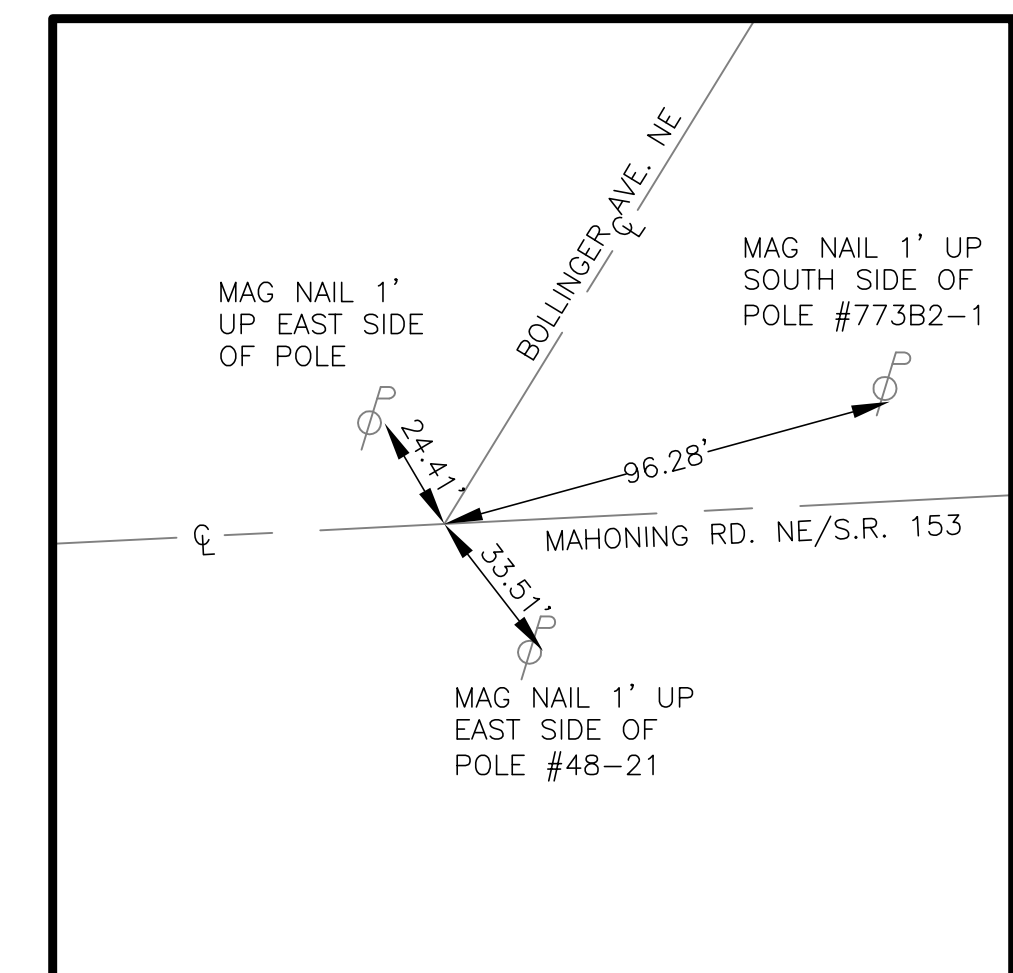 BOLLINGER AVE. NE
℄
MAG NAIL 1' UP
SOUTH SIDE OF
POLE #773B2-1
MAG NAIL 1'
UP EAST SIDE
OF POLE
P
P
24.41'
96.28'
℄
MAHONING RD. NE/S.R. 153
33.51'
P
MAG NAIL 1' UP
EAST SIDE OF
POLE #48-21